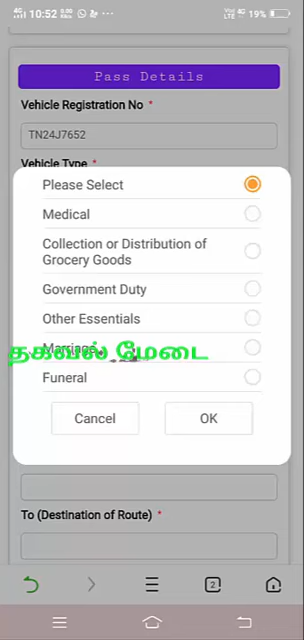 10:52
19%
Pass Details
Vehicle Registration No *
TN24J7652
Vehicle Type *
Please Select
Medical
Collection or Distribution of
Grocery Goods
Government Duty
Other Essentials
Marriage
தகவல் மேடை
Funeral
Cancel
OK
To (Destination of Route) *
2